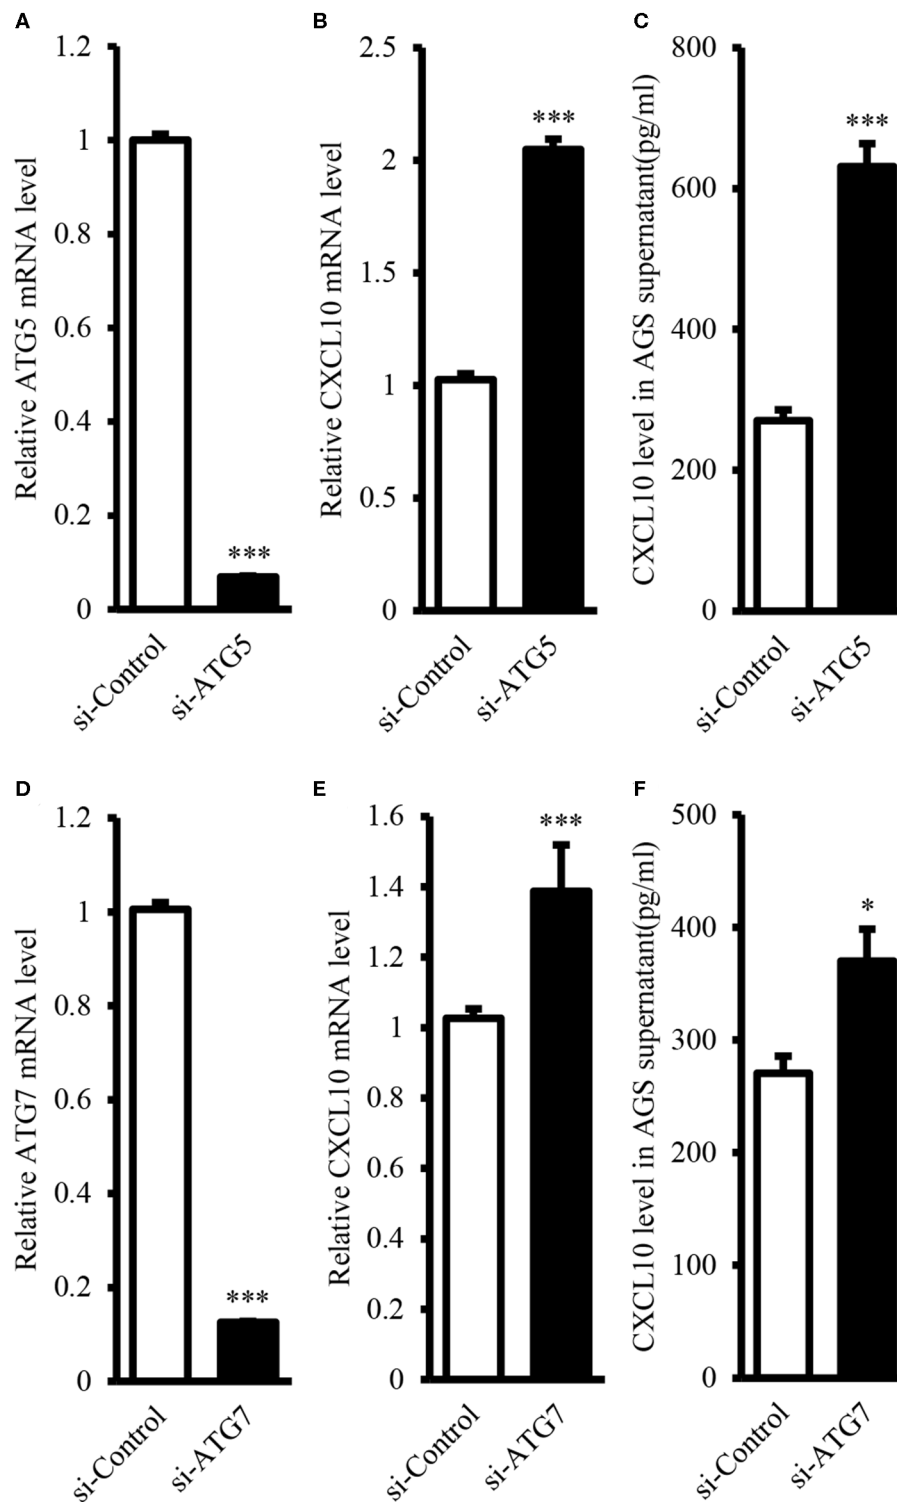 A
Relative ATG5 mRNA level
1.2
1
0.8
0.6
0.4
0.2
0
***
si-Control
si-ATG5
B
Relative CXCL10 mRNA level
2.5
2
1.5
1
0.5
0
***
si-Control
si-ATG5
C
CXCL10 level in AGS supernatant(pg/ml)
800
600
400
200
0
***
si-Control
si-ATG5
D
Relative ATG7 mRNA level
1.2
1
0.8
0.6
0.4
0.2
0
***
si-Control
si-ATG7
E
Relative CXCL10 mRNA level
1.6
1.4
1.2
1
0.8
0.6
0.4
0.2
0
***
si-Control
si-ATG7
F
CXCL10 level in AGS supernatant(pg/ml)
500
400
300
200
100
0
*
si-Control
si-ATG7